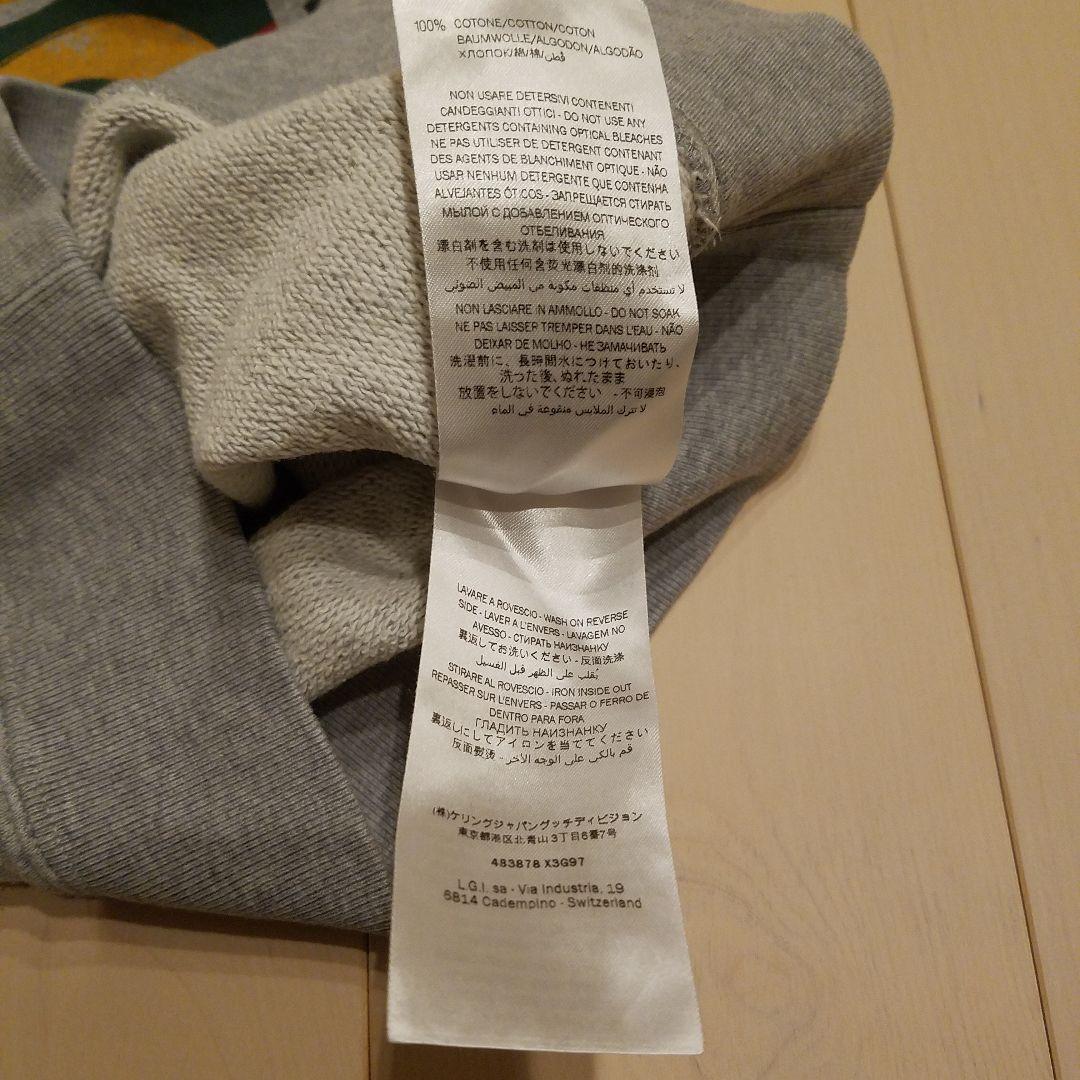 100% COTONE/COTTON/COTON
BAUMWOLLE/ALGODON/ALGODÃO
ХЛОПОК/綿/棉/قُطن
NON USARE DETERSIVI CONTENENTI
CANDEGGIANTI OTTICI - DO NOT USE ANY
DETERGENTS CONTAINING OPTICAL BLEACHES
NE PAS UTILISER DE DETERGENT CONTENANT
DES AGENTS DE BLANCHIMENT OPTIQUE - NÃO
USAR NENHUM DETERGENTE QUE CONTENHA
ALVEJANTES ÓTICOS - ЗАПРЕЩАЕТСЯ СТИРАТЬ
МЫЛОЙ С ДОБАВЛЕНИЕМ ОПТИЧЕСКОГО
ОТБЕЛИВАНИЯ
漂白剤を含む洗剤は使用しないでください
不使用任何含荧光漂白剂的洗涤剂
لا تستخدم أي منظفات مكونه من المبيض الضوئى
NON LASCIARE IN AMMOLLO - DO NOT SOAK
NE PAS LAISSER TREMPER DANS L'EAU - NÃO
DEIXAR DE MOLHO - НЕ ЗАМАЧИВАТЬ
洗濯前に、長時間水につけておいたり、
洗った後、ぬれたまま
放置をしないでください - 不可浸泡
لا تترك الملابس منقوعة في الماء
LAVARE A ROVESCIO - WASH ON REVERSE
SIDE - LAVER A L'ENVERS - LAVAGEM NO
AVESSO - СТИРАТЬ НАИЗНАНКУ
裏返してお洗いください - 反面洗涤
يُقلب على الظهر قبل الغسيل
STIRARE AL ROVESCIO - IRON INSIDE OUT
REPASSER SUR L'ENVERS - PASSAR O FERRO DE
DENTRO PARA FORA
ГЛАДИТЬ НАИЗНАНКУ
裏返しにしてアイロンを当ててください
反面熨烫 - قم بالكى على الوجه الآخر
(株)ケリングジャパングッチディビジョン
東京都港区北青山3丁目6番7号
483878 X3G97
L.G.I. sa - Via Industria, 19
6814 Cadempino - Switzerland